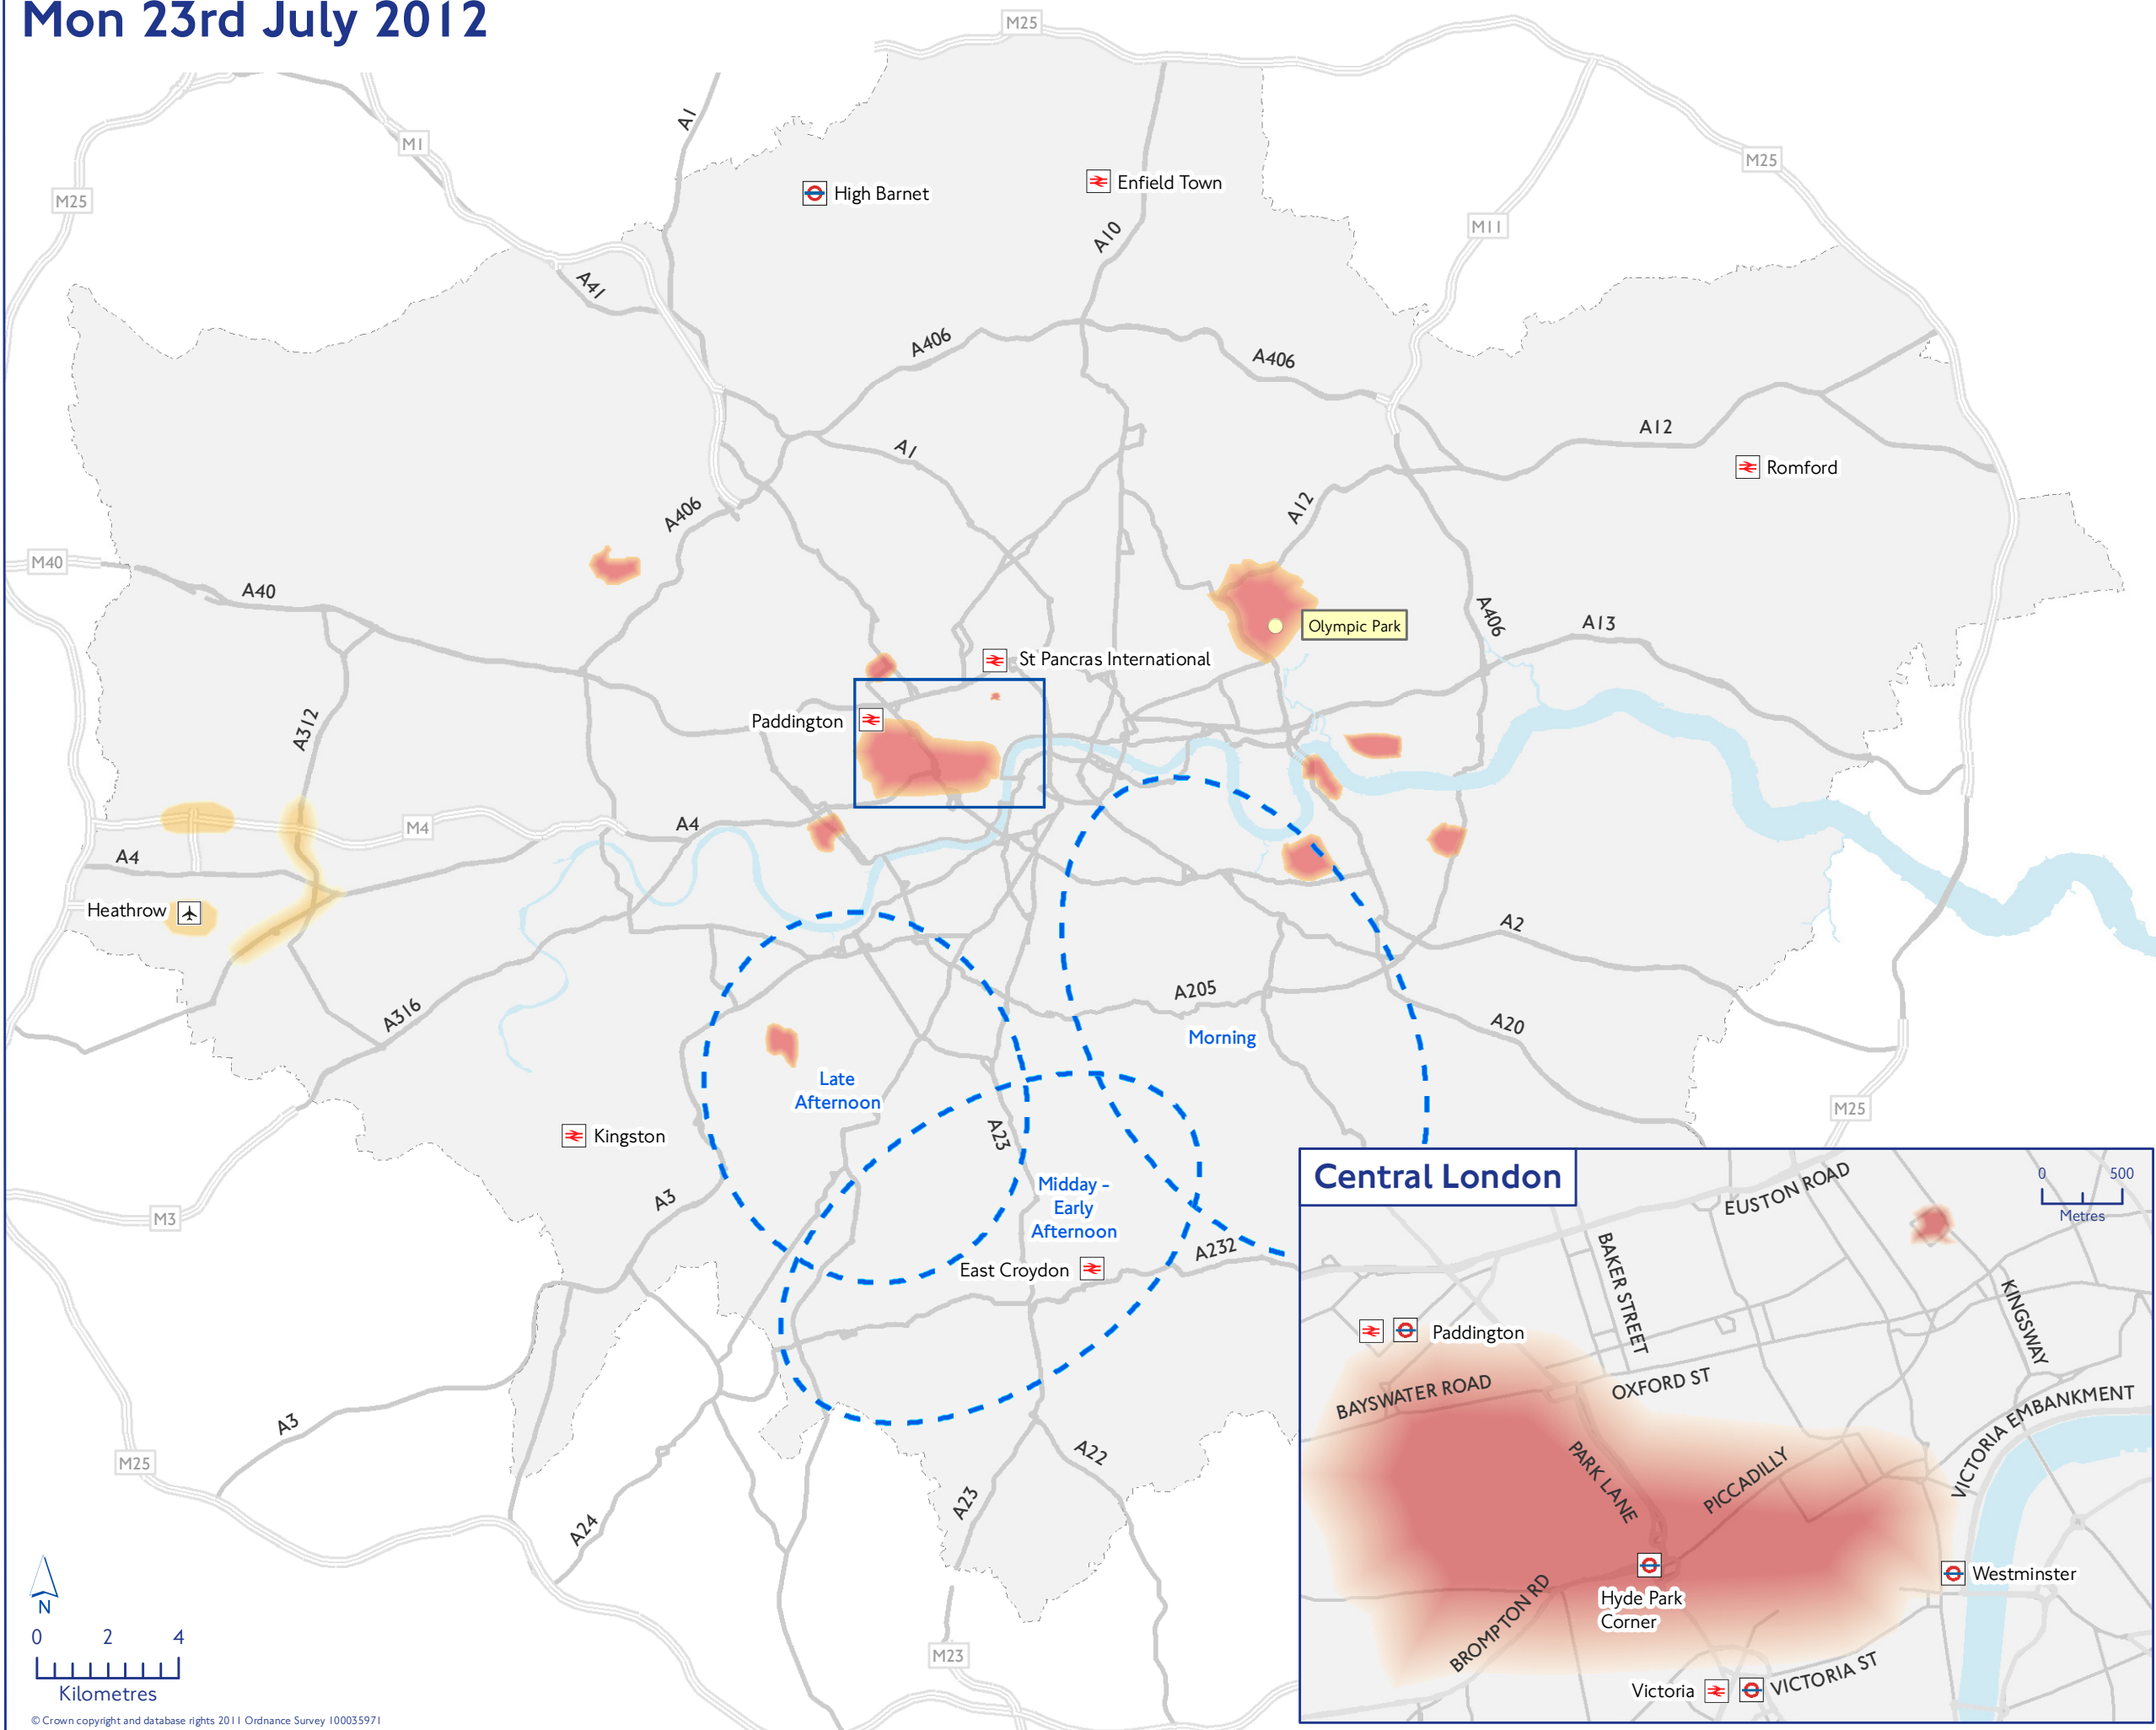 Mon 23rd July 2012
M25
A1
M1
M25
M25
High Barnet
Enfield Town
M11
A10
A41
A406
A406
A1
A12
Romford
A406
A12
M40
A40
A406
A13
Olympic Park
St Pancras International
A312
Paddington
M4
A4
A4
Heathrow
A2
A316
A205
A20
Morning
Late
Afternoon
M25
Kingston
A23
Midday -
Early
Afternoon
A3
M3
A232
East Croydon
A3
M25
A22
A23
A24
M23
N
0 2 4
Kilometres
© Crown copyright and database rights 2011 Ordnance Survey 100035971
Central London
EUSTON ROAD
0 500
Metres
BAKER STREET
KINGSWAY
Paddington
OXFORD ST
BAYSWATER ROAD
VICTORIA EMBANKMENT
PARK LANE
PICCADILLY
Hyde Park
Corner
Westminster
BROMPTON RD
Victoria
VICTORIA ST